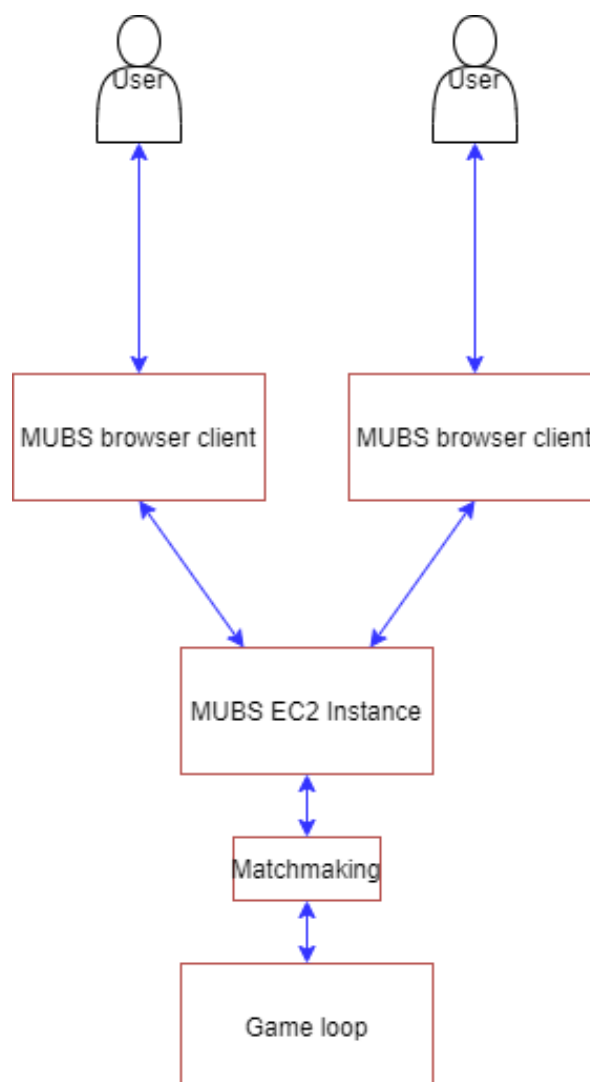 User
User
MUBS browser client
MUBS browser client
MUBS EC2 Instance
Matchmaking
Game loop